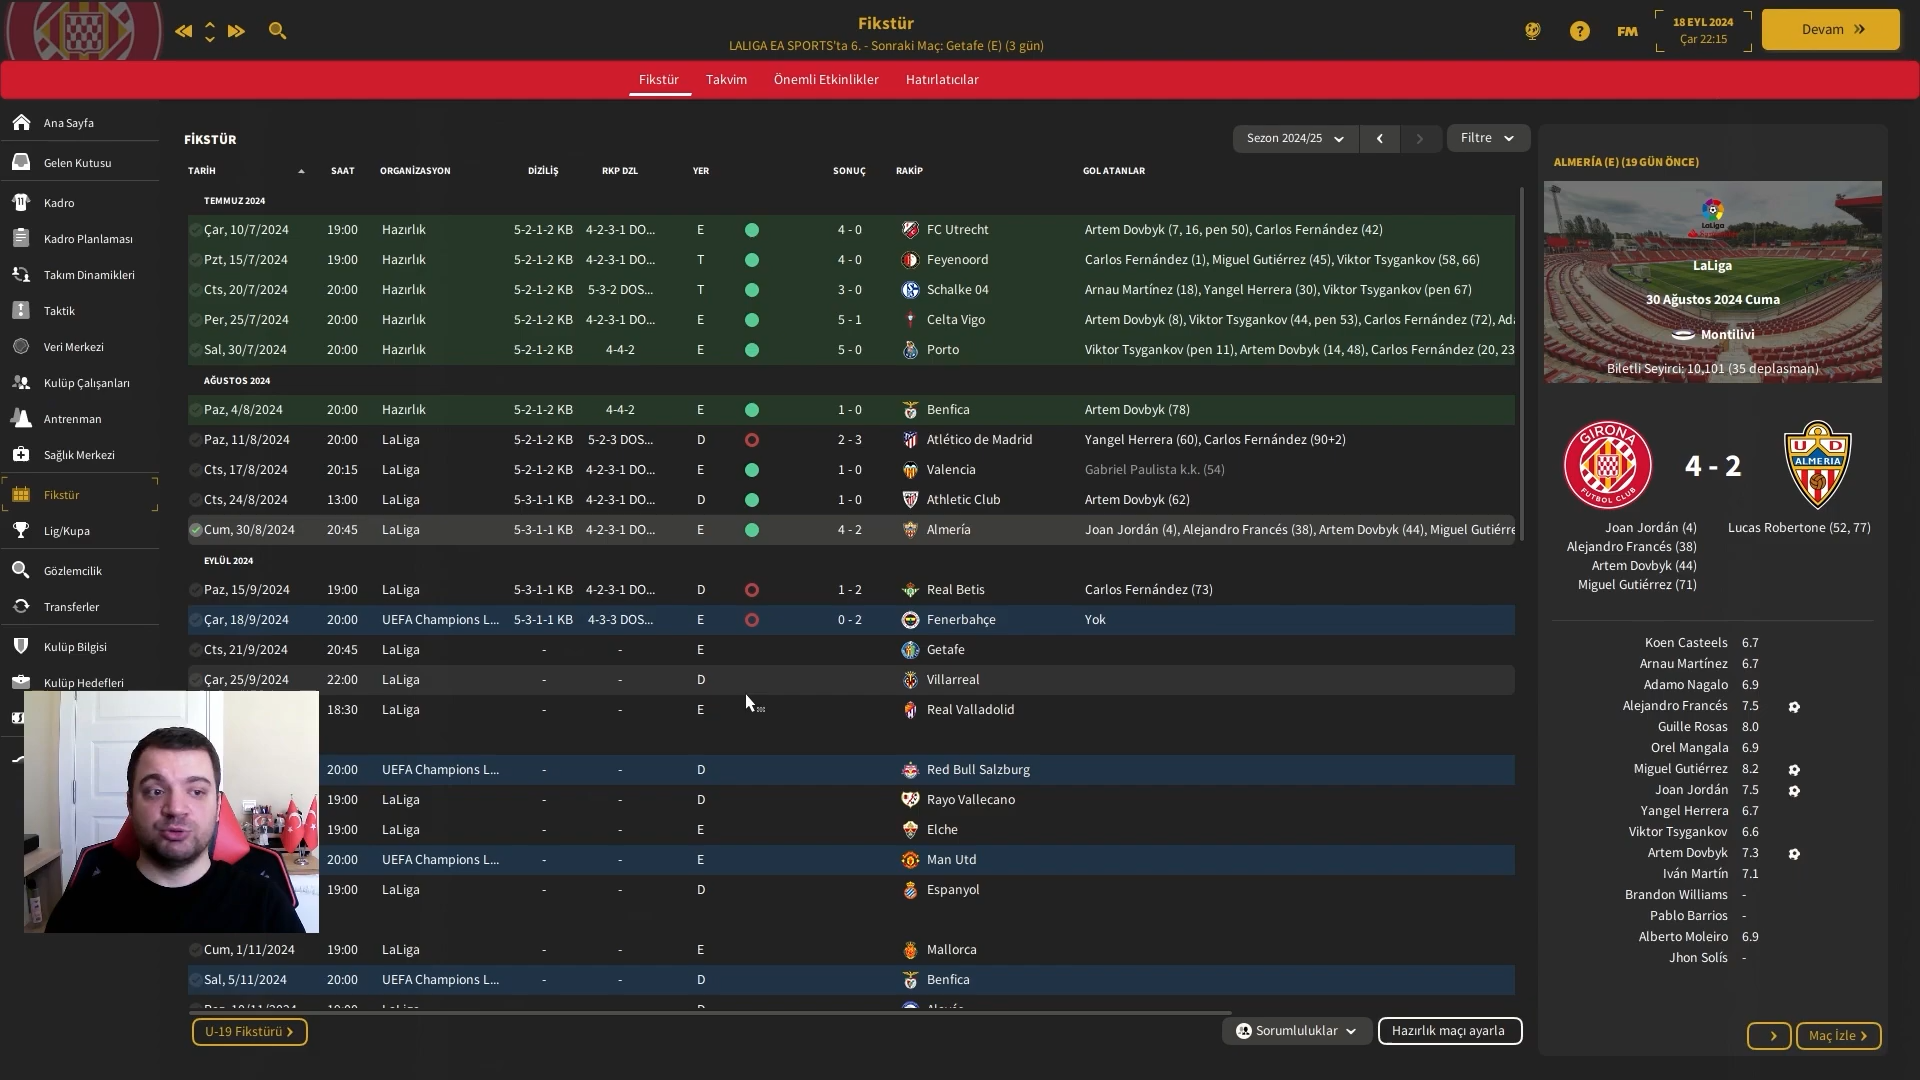 Fikstür
LALIGA EA SPORTS'ta 6. - Sonraki Maç: Getafe (E) (3 gün)
FM
18 EYL 2024
Çar 22:15
Devam
Fikstür Takvim Önemli Etkinlikler Hatırlatıcılar
Ana Sayfa
Gelen Kutusu
Kadro
Kadro Planlaması
Takım Dinamikleri
Taktik
Veri Merkezi
Kulüp Çalışanları
Antrenman
Sağlık Merkezi
Fikstür
Lig/Kupa
Gözlemcilik
Transferler
Kulüp Bilgisi
Kulüp Hedefleri
FİKSTÜR
Sezon 2024/25
Filtre
TARİH SAAT ORGANİZASYON DİZİLİŞ RKP DZL YER SONUÇ RAKİP GOL ATANLAR
TEMMUZ 2024
Çar, 10/7/2024 19:00 Hazırlık 5-2-1-2 KB 4-2-3-1 DO... E 4 - 0 FC Utrecht Artem Dovbyk (7, 16, pen 50), Carlos Fernández (42)
Pzt, 15/7/2024 19:00 Hazırlık 5-2-1-2 KB 4-2-3-1 DO... T 4 - 0 Feyenoord Carlos Fernández (1), Miguel Gutiérrez (45), Viktor Tsygankov (58, 66)
Cts, 20/7/2024 20:00 Hazırlık 5-2-1-2 KB 5-3-2 DOS... T 3 - 0 Schalke 04 Arnau Martínez (18), Yangel Herrera (30), Viktor Tsygankov (pen 67)
Per, 25/7/2024 20:00 Hazırlık 5-2-1-2 KB 4-2-3-1 DO... E 5 - 1 Celta Vigo Artem Dovbyk (8), Viktor Tsygankov (44, pen 53), Carlos Fernández (72), Ada
Sal, 30/7/2024 20:00 Hazırlık 5-2-1-2 KB 4-4-2 E 5 - 0 Porto Viktor Tsygankov (pen 11), Artem Dovbyk (14, 48), Carlos Fernández (20, 23
AĞUSTOS 2024
Paz, 4/8/2024 20:00 Hazırlık 5-2-1-2 KB 4-4-2 E 1 - 0 Benfica Artem Dovbyk (78)
Paz, 11/8/2024 20:00 LaLiga 5-2-1-2 KB 5-2-3 DOS... D 2 - 3 Atlético de Madrid Yangel Herrera (60), Carlos Fernández (90+2)
Cts, 17/8/2024 20:15 LaLiga 5-2-1-2 KB 4-2-3-1 DO... E 1 - 0 Valencia Gabriel Paulista k.k. (54)
Cts, 24/8/2024 13:00 LaLiga 5-3-1-1 KB 4-2-3-1 DO... D 1 - 0 Athletic Club Artem Dovbyk (62)
Cum, 30/8/2024 20:45 LaLiga 5-3-1-1 KB 4-2-3-1 DO... E 4 - 2 Almería Joan Jordán (4), Alejandro Francés (38), Artem Dovbyk (44), Miguel Gutiérre
EYLÜL 2024
Paz, 15/9/2024 19:00 LaLiga 5-3-1-1 KB 4-2-3-1 DO... D 1 - 2 Real Betis Carlos Fernández (73)
Çar, 18/9/2024 20:00 UEFA Champions L... 5-3-1-1 KB 4-3-3 DOS... E 0 - 2 Fenerbahçe Yok
Cts, 21/9/2024 20:45 LaLiga - - E Getafe
Çar, 25/9/2024 22:00 LaLiga - - D Villarreal
18:30 LaLiga - - E Real Valladolid
20:00 UEFA Champions L... - - D Red Bull Salzburg
19:00 LaLiga - - D Rayo Vallecano
19:00 LaLiga - - E Elche
20:00 UEFA Champions L... - - E Man Utd
19:00 LaLiga - - D Espanyol
Cum, 1/11/2024 19:00 LaLiga - - E Mallorca
Sal, 5/11/2024 20:00 UEFA Champions L... - - D Benfica
U-19 Fikstürü
Sorumluluklar
Hazırlık maçı ayarla
ALMERÍA (E) (19 GÜN ÖNCE)
LaLiga
30 Ağustos 2024 Cuma
Montilivi
Biletli Seyirci: 10,101 (35 deplasman)
GIRONA
FUTBOL CLUB
4 - 2
U D
ALMERIA
Joan Jordán (4) Lucas Robertone (52, 77)
Alejandro Francés (38)
Artem Dovbyk (44)
Miguel Gutiérrez (71)
Koen Casteels 6.7
Arnau Martínez 6.7
Adamo Nagalo 6.9
Alejandro Francés 7.5
Guille Rosas 8.0
Orel Mangala 6.9
Miguel Gutiérrez 8.2
Joan Jordán 7.5
Yangel Herrera 6.7
Viktor Tsygankov 6.6
Artem Dovbyk 7.3
Iván Martín 7.1
Brandon Williams -
Pablo Barrios -
Alberto Moleiro 6.9
Jhon Solís -
Maç İzle